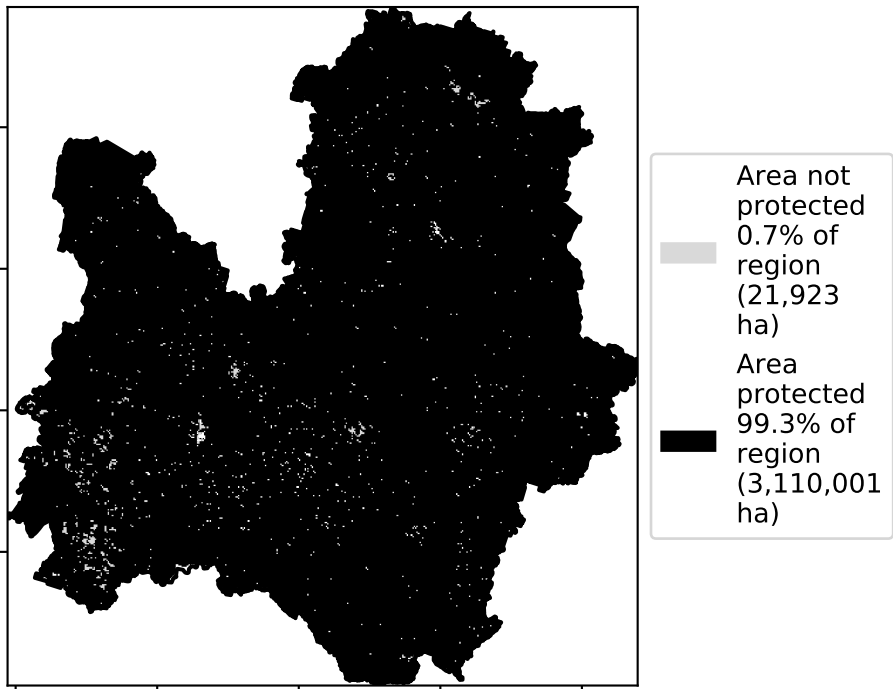 Area not
protected
0.7% of
region
(21,923
ha)
Area
protected
99.3% of
region
(3,110,001
ha)